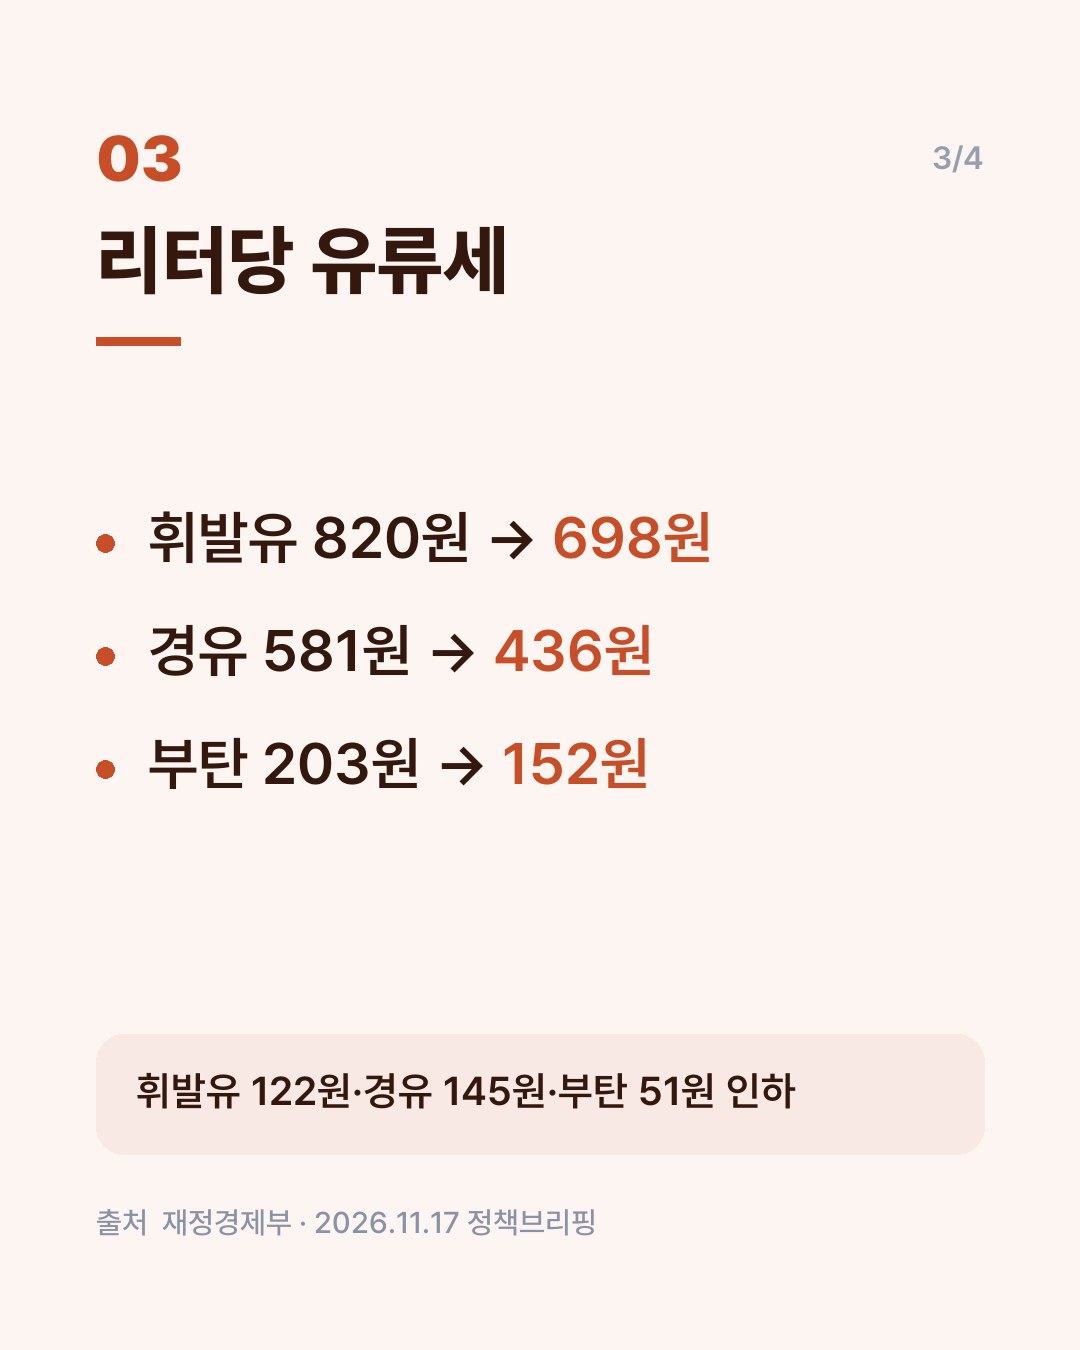 03
3/4
리터당 유류세
• 휘발유 820원 → 698원
• 경유 581원 → 436원
• 부탄 203원 → 152원
휘발유 122원·경유 145원·부탄 51원 인하
출처 재정경제부 · 2026.11.17 정책브리핑